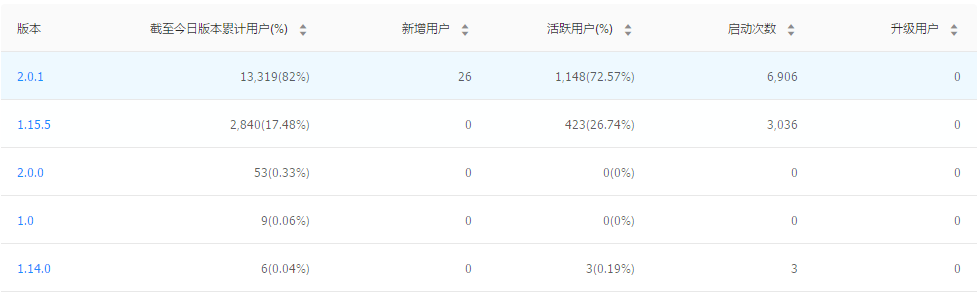 版本 截至今日版本累计用户(%) 新增用户 活跃用户(%) 启动次数 升级用户
2.0.1 13,319(82%) 26 1,148(72.57%) 6,906 0
1.15.5 2,840(17.48%) 0 423(26.74%) 3,036 0
2.0.0 53(0.33%) 0 0(0%) 0 0
1.0 9(0.06%) 0 0(0%) 0 0
1.14.0 6(0.04%) 0 3(0.19%) 3 0